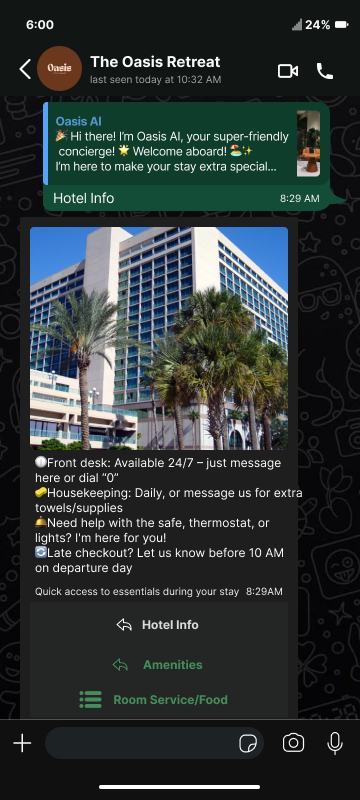 6:00
24%
Oasis
The Oasis Retreat
last seen today at 10:32 AM
Oasis AI
🎉Hi there! I'm Oasis AI, your super-friendly
concierge! 🌟 Welcome aboard! 🏖️✨
I'm here to make your stay extra special...
Hotel Info
8:29 AM
Front desk: Available 24/7 – just message
here or dial “0”
🧽Housekeeping: Daily, or message us for extra
towels/supplies
🛎️Need help with the safe, thermostat, or
lights? I'm here for you!
🔄Late checkout? Let us know before 10 AM
on departure day
Quick access to essentials during your stay 8:29AM
Hotel Info
Amenities
Room Service/Food